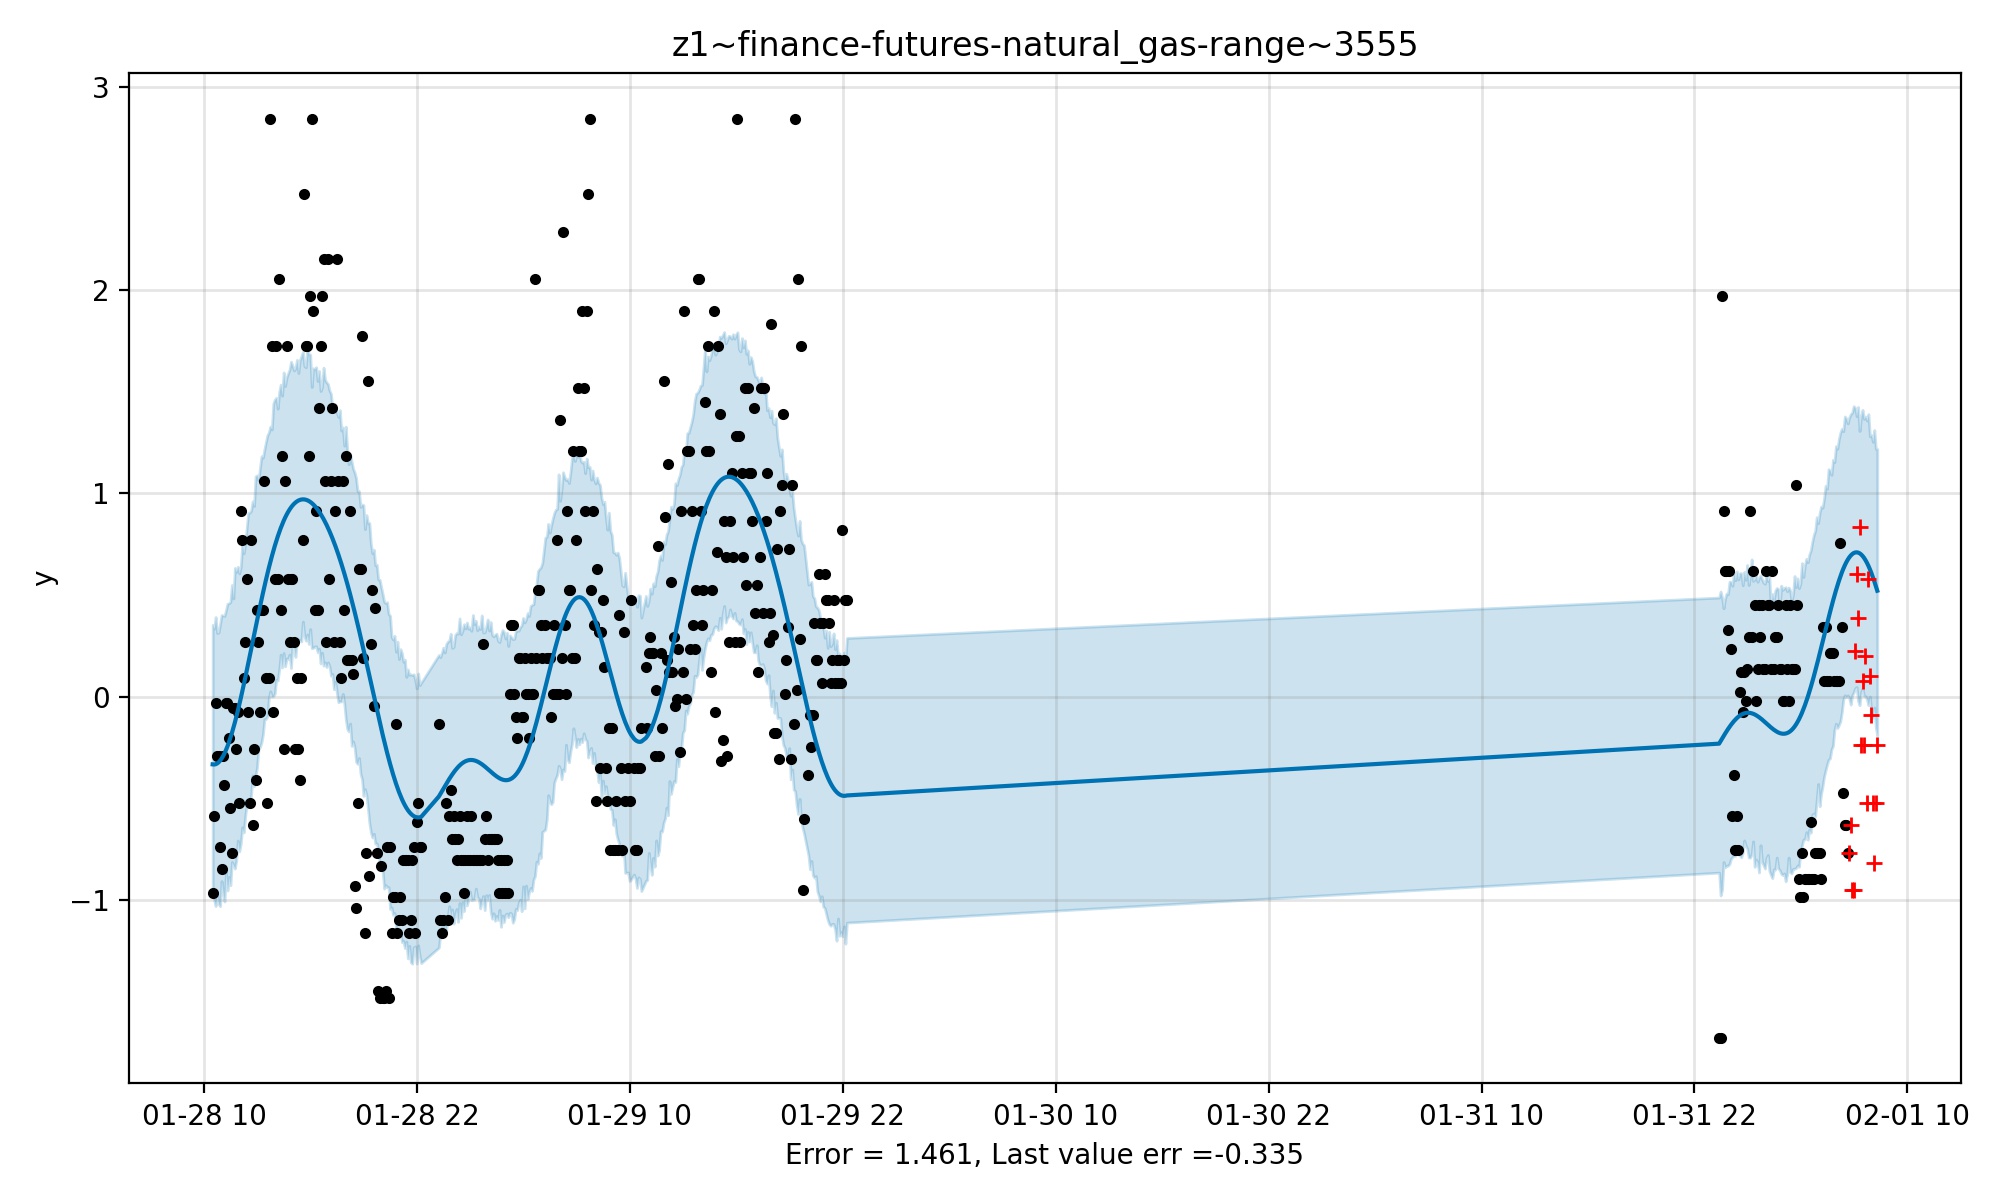 z1~finance-futures-natural_gas-range~3555
3
2
1
0
−1
y
01-28 10 01-28 22 01-29 10 01-29 22 01-30 10 01-30 22 01-31 10 01-31 22 02-01 10
Error = 1.461, Last value err =-0.335